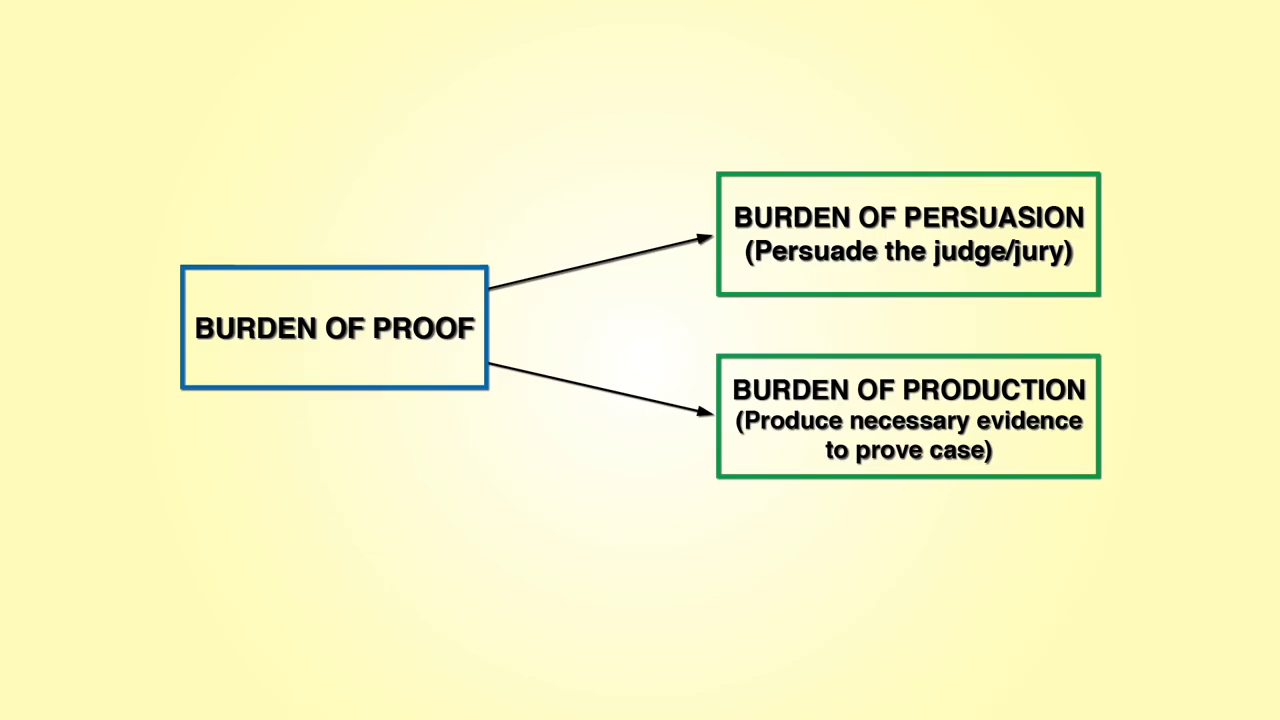 BURDEN OF PROOF
BURDEN OF PERSUASION
(Persuade the judge/jury)
BURDEN OF PRODUCTION
(Produce necessary evidence
to prove case)